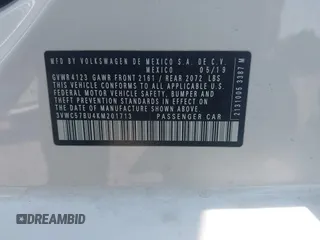 MFD BY VOLKSWAGEN DE MEXICO S.A. DE C.V.
MEXICO 05/19
GVWR 4123 GAWR FRONT 2161 / REAR 2072 LBS
THIS VEHICLE CONFORMS TO ALL APPLICABLE U.S.
FEDERAL MOTOR VEHICLE SAFETY, BUMPER AND
THEFT PREVENTION STANDARDS IN EFFECT ON
THE DATE OF MANUFACTURE SHOWN ABOVE.
3VWC57BU4KM201713 PASSENGER CAR
2131005 3387 M
DREAMBID